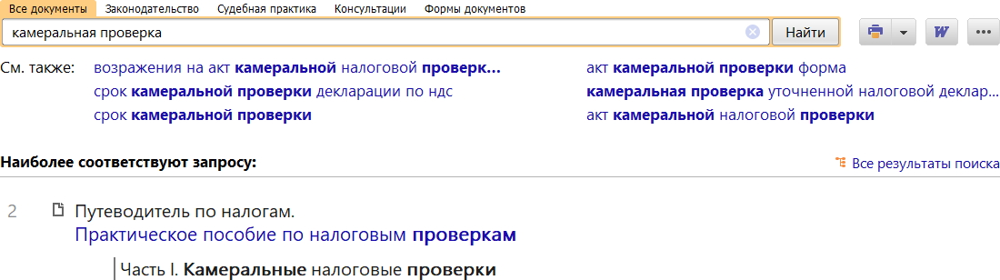 Все документы Законодательство Судебная практика Консультации Формы документов
камеральная проверка Найти W
См. также: возражения на акт камеральной налоговой проверк... акт камеральной проверки форма
срок камеральной проверки декларации по ндс камеральная проверка уточненной налоговой деклар...
срок камеральной проверки акт камеральной налоговой проверки
Наиболее соответствуют запросу: Все результаты поиска
2 Путеводитель по налогам.
Практическое пособие по налоговым проверкам
Часть I. Камеральные налоговые проверки